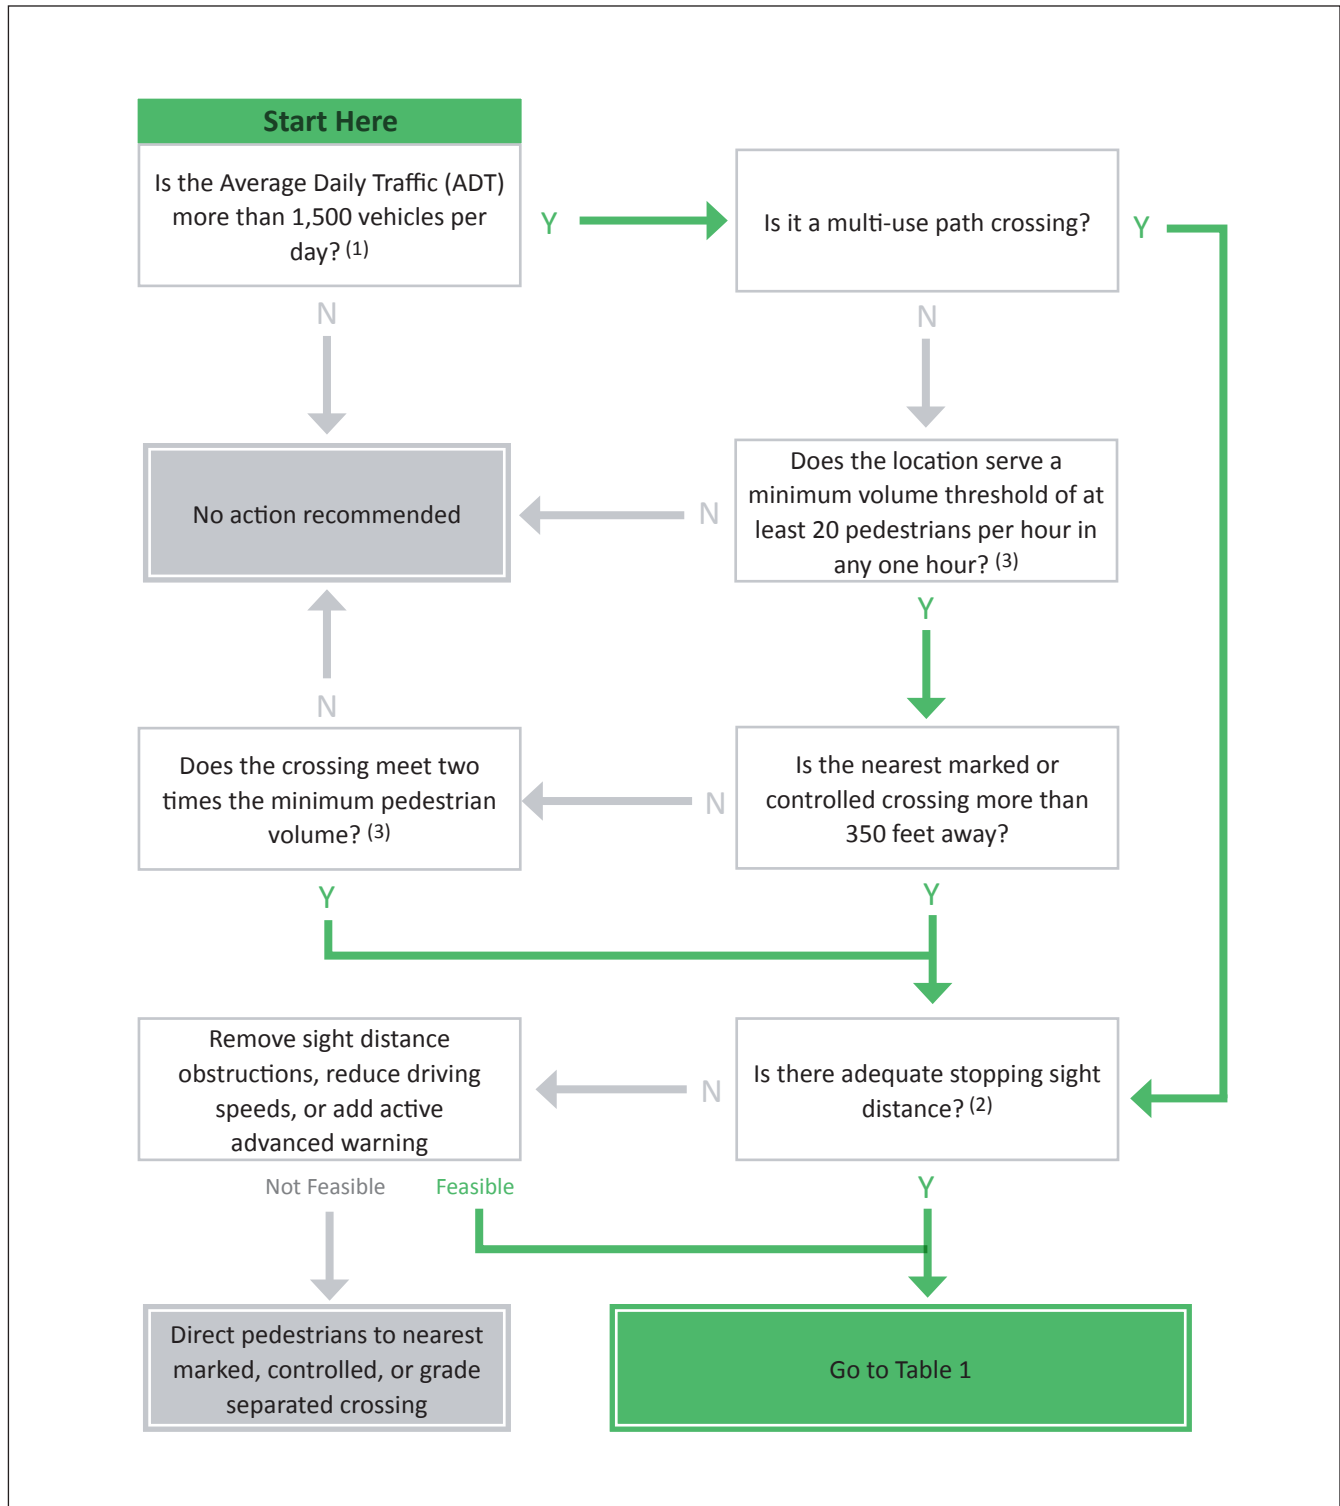 Start Here
Is the Average Daily Traffic (ADT)
more than 1,500 vehicles per
day? (1)
Y
Is it a multi-use path crossing?
Y
N
N
No action recommended
N
Does the location serve a
minimum volume threshold of at
least 20 pedestrians per hour in
any one hour? (3)
Y
N
Does the crossing meet two
times the minimum pedestrian
volume? (3)
N
Is the nearest marked or
controlled crossing more than
350 feet away?
Y
Y
Remove sight distance
obstructions, reduce driving
speeds, or add active
advanced warning
N
Is there adequate stopping sight
distance? (2)
Not Feasible
Feasible
Y
Direct pedestrians to nearest
marked, controlled, or grade
separated crossing
Go to Table 1